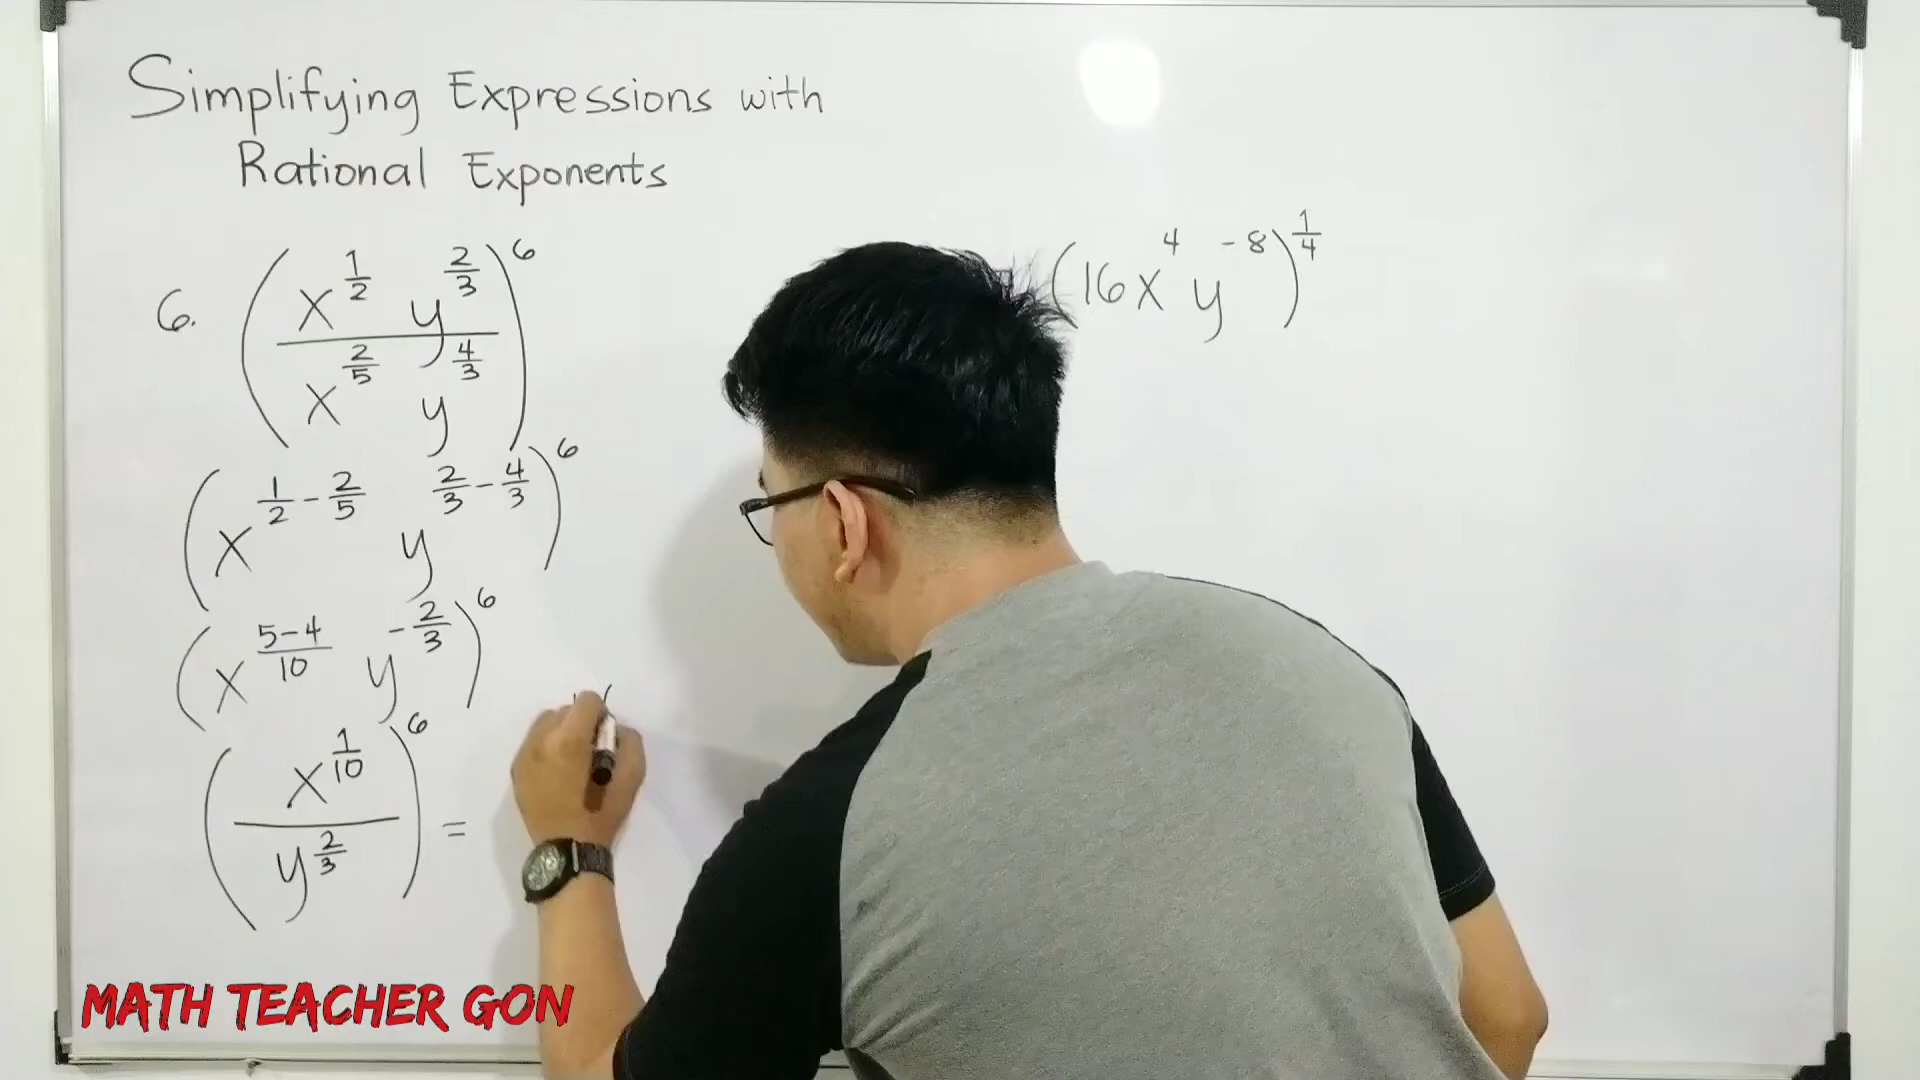 Simplifying Expressions with
Rational Exponents
6. (x^{1/2} y^{2/3} / x^{2/5} y^{4/3})^6
(x^{1/2 - 2/5} y^{2/3 - 4/3})^6
(x^{5-4/10} y^{-2/3})^6
(x^{1/10} / y^{2/3})^6 =
(16x^4 y^{-8})^{1/4}
MATH TEACHER GON